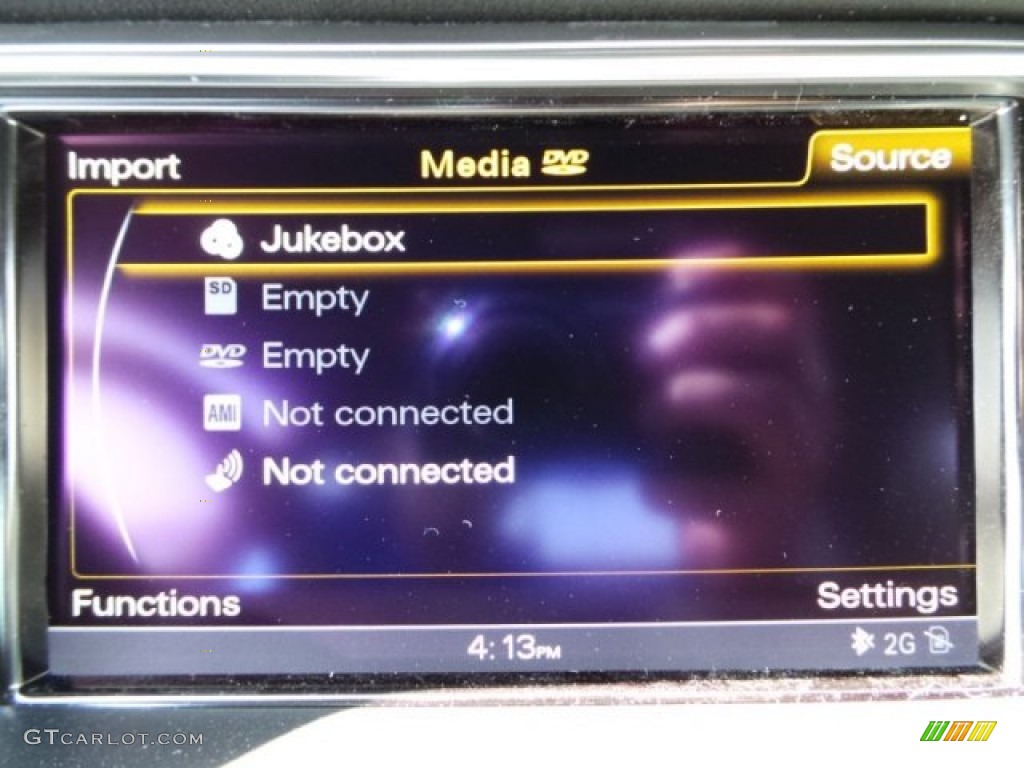 Import
Media DVD
Source
Jukebox
SD Empty
DVD Empty
AMI Not connected
Not connected
Functions
Settings
4:13PM
2G
GTCARLOT.COM